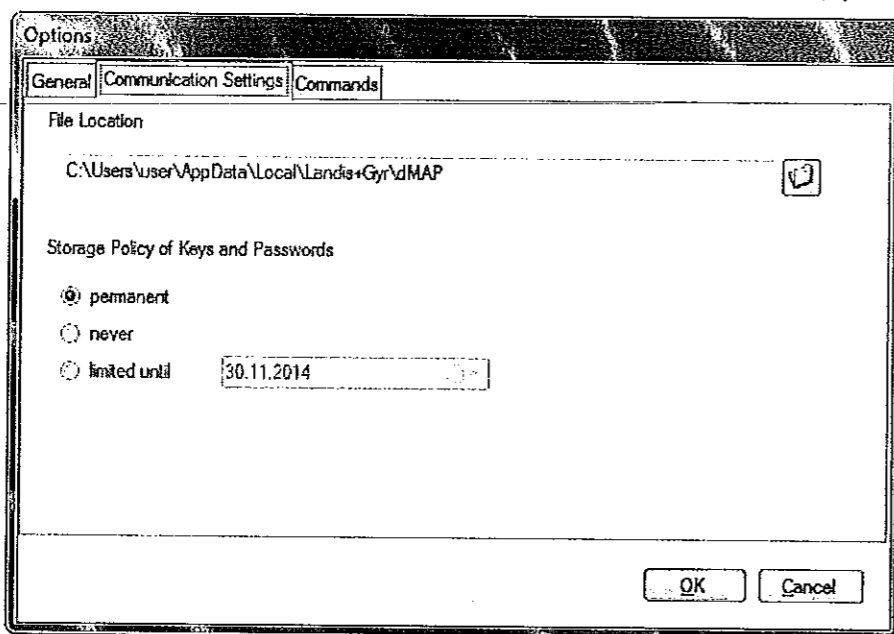 Options
General Communication Settings Commands
File Location
C:\Users\user\AppData\Local\Landis+Gyr\dMAP
Storage Policy of Keys and Passwords
permanent
never
limited until 30.11.2014
OK Cancel